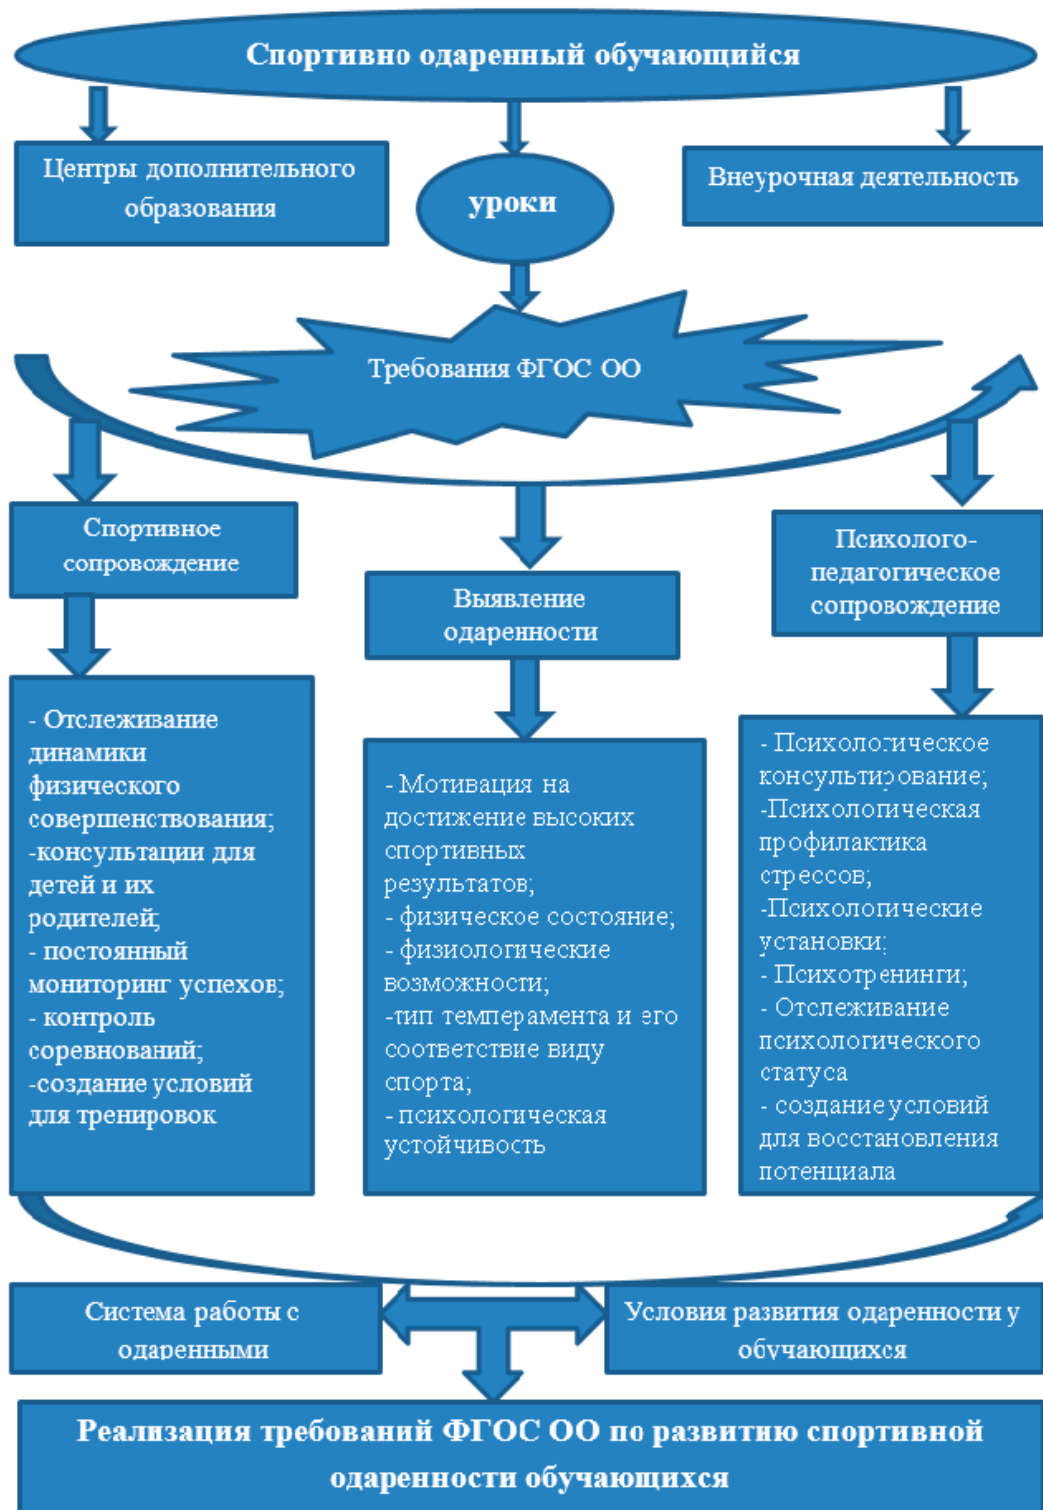 Спортивно одаренный обучающийся
Центры дополнительного
образования
уроки
Внеурочная деятельность
Требования ФГОС ОО
Спортивное
сопровождение
Выявление
одаренности
Психолого-
педагогическое
сопровождение
- Отслеживание
динамики
физического
совершенствования;
-консультации для
детей и их
родителей;
- постоянный
мониторинг успехов;
- контроль
соревнований;
-создание условий
для тренировок
- Мотивация на
достижение высоких
спортивных
результатов;
- физическое состояние;
- физиологические
возможности;
-тип темперамента и его
соответствие виду
спорта;
- психологическая
устойчивость
- Психологическое
консультирование;
-Психологическая
профилактика
стрессов;
-Психологические
установки;
- Психотренинги;
- Отслеживание
психологического
статуса
- создание условий
для восстановления
потенциала
Система работы с
одаренными
Условия развития одаренности у
обучающихся
Реализация требований ФГОС ОО по развитию спортивной
одаренности обучающихся